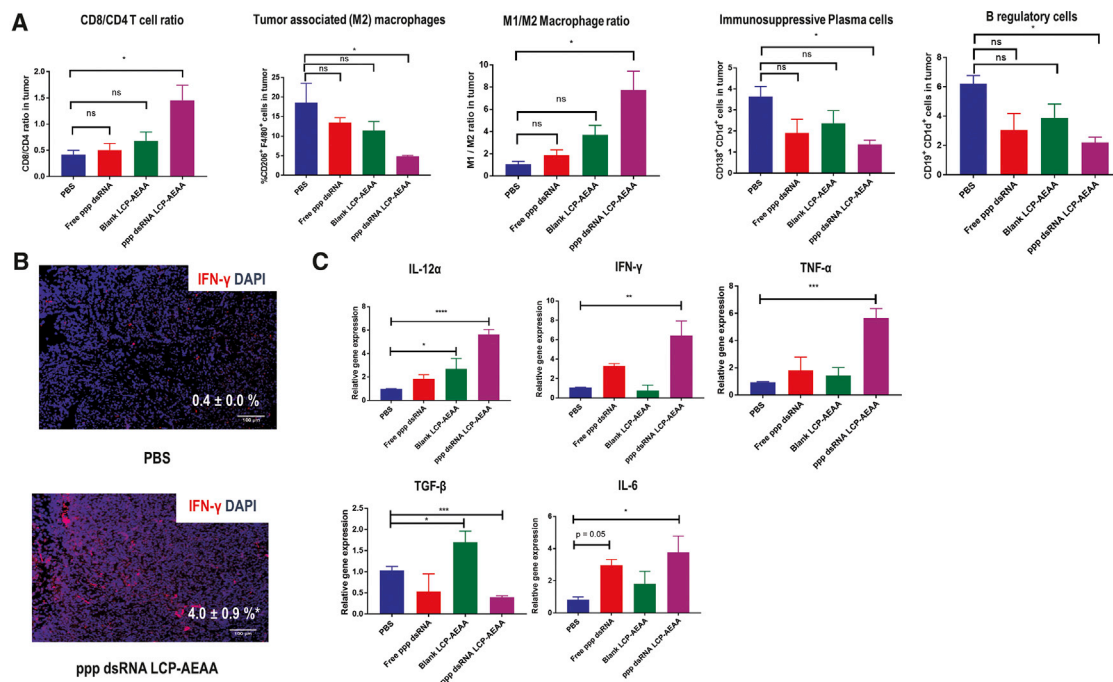 A
CD8/CD4 T cell ratio
CD8/CD4 ratio in tumor
2.0
1.5
1.0
0.5
0.0
*
ns
ns
PBS
Free ppp dsRNA
Blank LCP-AEAA
ppp dsRNA LCP-AEAA
Tumor associated (M2) macrophages
%CD206⁺ F4/80⁺ cells in tumor
25
20
15
10
5
0
*
ns
ns
PBS
Free ppp dsRNA
Blank LCP-AEAA
ppp dsRNA LCP-AEAA
M1/M2 Macrophage ratio
M1 / M2 ratio in tumor
10
8
6
4
2
0
*
ns
ns
PBS
Free ppp dsRNA
Blank LCP-AEAA
ppp dsRNA LCP-AEAA
Immunosuppressive Plasma cells
CD138⁺ CD1d⁺ cells in tumor
5
4
3
2
1
0
*
ns
ns
PBS
Free ppp dsRNA
Blank LCP-AEAA
ppp dsRNA LCP-AEAA
B regulatory cells
CD19⁺ CD1d⁺ cells in tumor
8
6
4
2
0
*
ns
ns
PBS
Free ppp dsRNA
Blank LCP-AEAA
ppp dsRNA LCP-AEAA
B
IFN-γ DAPI
0.4 ± 0.0 %
100 μm
PBS
IFN-γ DAPI
4.0 ± 0.9 %*
100 μm
ppp dsRNA LCP-AEAA
C
IL-12α
Relative gene expression
8
6
4
2
0
****
*
PBS
Free ppp dsRNA
Blank LCP-AEAA
ppp dsRNA LCP-AEAA
IFN-γ
Relative gene expression
10
8
6
4
2
0
**
PBS
Free ppp dsRNA
Blank LCP-AEAA
ppp dsRNA LCP-AEAA
TNF-α
Relative gene expression
8
6
4
2
0
***
PBS
Free ppp dsRNA
Blank LCP-AEAA
ppp dsRNA LCP-AEAA
TGF-β
Relative gene expression
2.5
2.0
1.5
1.0
0.5
0.0
***
*
PBS
Free ppp dsRNA
Blank LCP-AEAA
ppp dsRNA LCP-AEAA
IL-6
Relative gene expression
6
4
2
0
*
p = 0.05
PBS
Free ppp dsRNA
Blank LCP-AEAA
ppp dsRNA LCP-AEAA